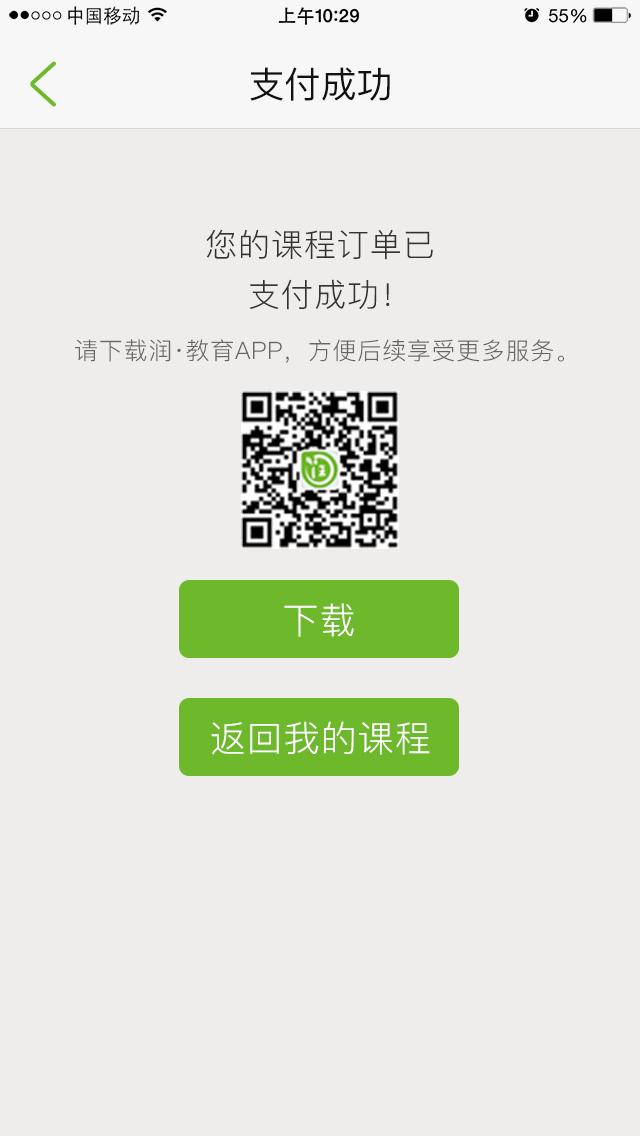 中国移动 上午10:29 55%
支付成功
您的课程订单已
支付成功！
请下载润·教育APP，方便后续享受更多服务。
润
下载
返回我的课程